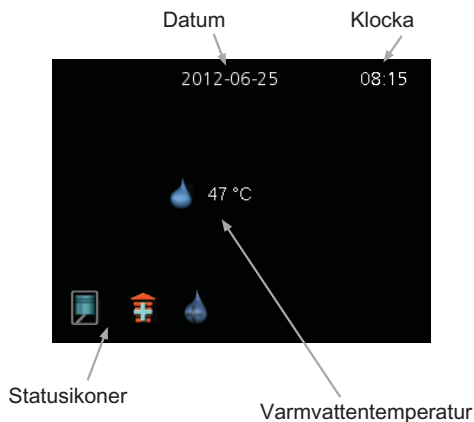 Datum Klocka
2012-06-25 08:15
47 °C
Statusikoner
Varmvattentemperatur